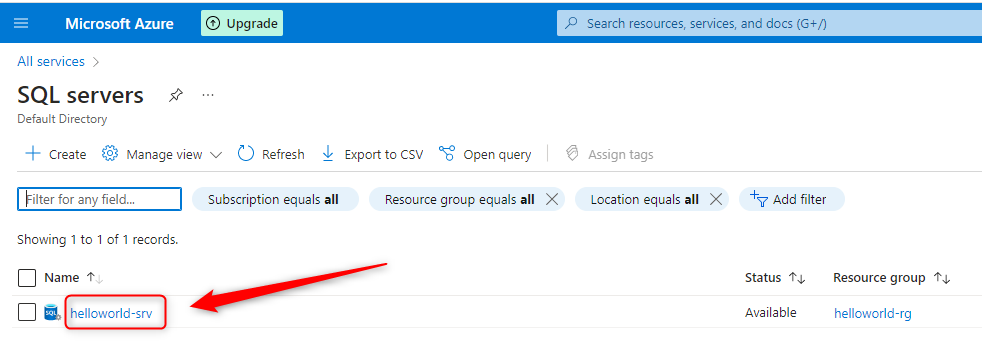 Microsoft Azure Upgrade Search resources, services, and docs (G+/)
All services >
SQL servers ...
Default Directory
+ Create Manage view Refresh Export to CSV Open query Assign tags
Filter for any field... Subscription equals all Resource group equals all Location equals all Add filter
Showing 1 to 1 of 1 records.
Name ↑↓ Status ↑↓ Resource group ↑↓
SQL helloworld-srv Available helloworld-rg